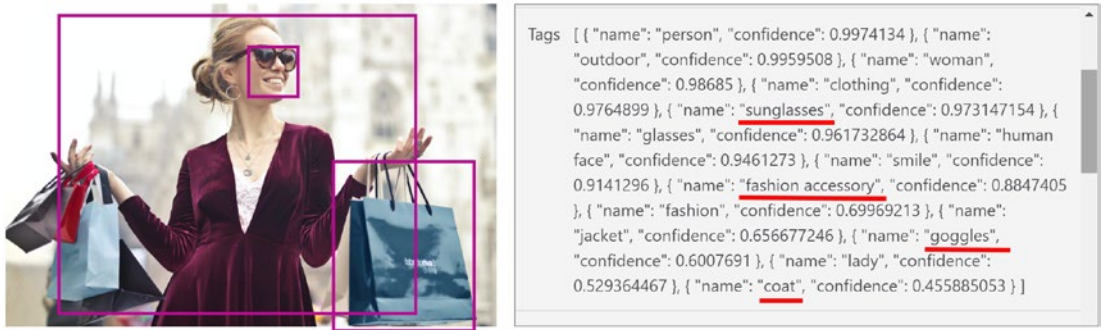 Tags [ { "name": "person", "confidence": 0.9974134 }, { "name":
"outdoor", "confidence": 0.9959508 }, { "name": "woman",
"confidence": 0.98685 }, { "name": "clothing", "confidence":
0.9764899 }, { "name": "sunglasses", "confidence": 0.973147154 }, {
"name": "glasses", "confidence": 0.961732864 }, { "name": "human
face", "confidence": 0.9461273 }, { "name": "smile", "confidence":
0.9141296 }, { "name": "fashion accessory", "confidence": 0.8847405
}, { "name": "fashion", "confidence": 0.69969213 }, { "name":
"jacket", "confidence": 0.656677246 }, { "name": "goggles",
"confidence": 0.6007691 }, { "name": "lady", "confidence":
0.529364467 }, { "name": "coat", "confidence": 0.455885053 } ]